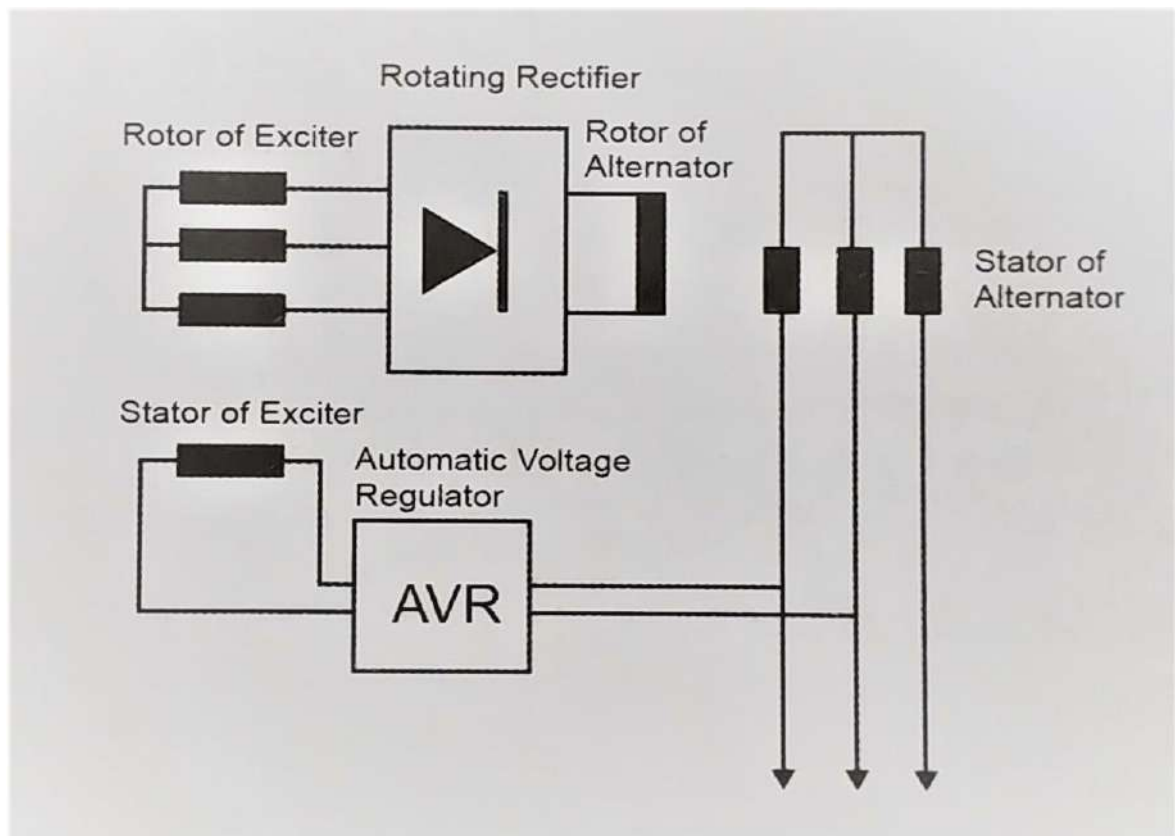 Rotating Rectifier
Rotor of Exciter
Rotor of
Alternator
Stator of
Alternator
Stator of Exciter
Automatic Voltage
Regulator
AVR